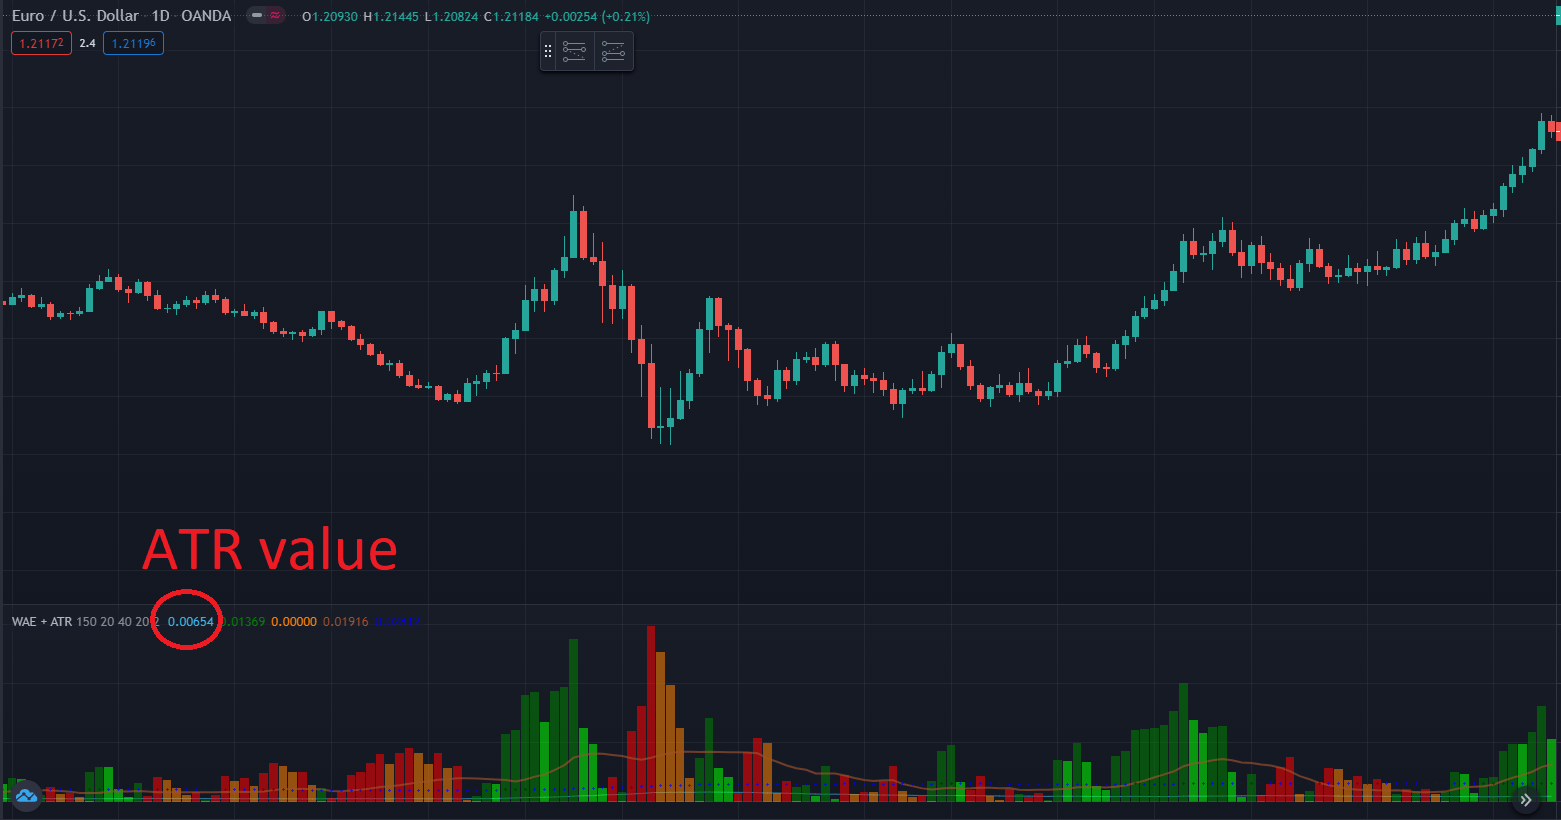 Euro / U.S. Dollar 1D OANDA O1.20930 H1.21445 L1.20824 C1.21184 +0.00254 (+0.21%)
1.21172 2.4 1.21196
ATR value
WAE + ATR 150 20 40 20 2 0.00654 0.01369 0.00000 0.01916